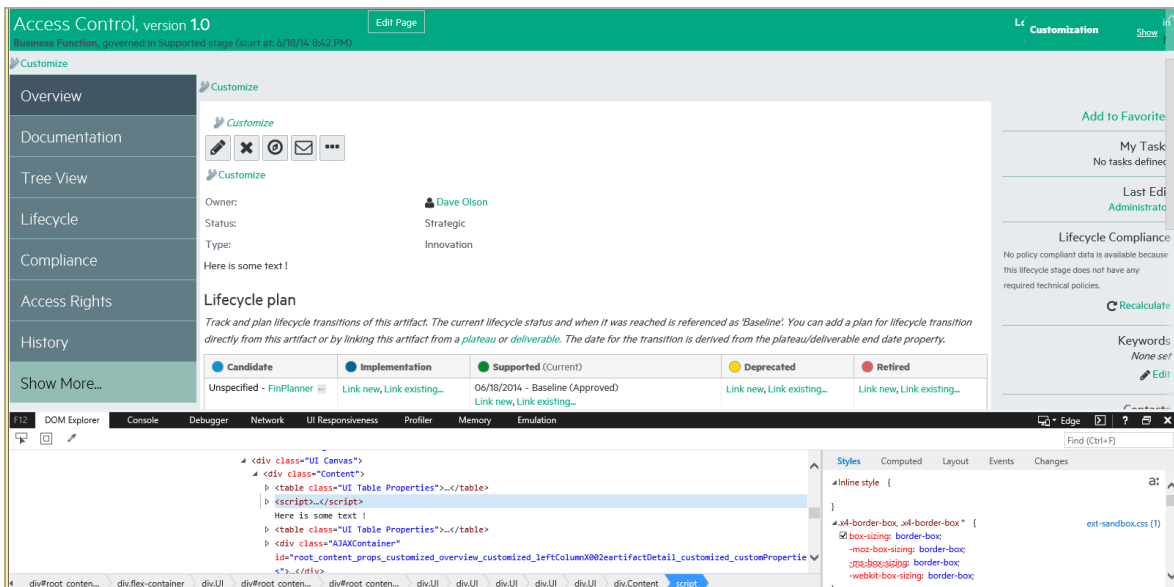 Access Control, version 1.0
Edit Page
Customization
Show
Business Function, governed in Supported stage (start at: 6/18/14 8:42 PM)
Customize
Overview
Documentation
Tree View
Lifecycle
Compliance
Access Rights
History
Show More...
Customize
Customize
Customize
Owner: Dave Olson
Status: Strategic
Type: Innovation
Here is some text !
Lifecycle plan
Track and plan lifecycle transitions of this artifact. The current lifecycle status and when it was reached is referenced as 'Baseline'. You can add a plan for lifecycle transition
directly from this artifact or by linking this artifact from a plateau or deliverable. The date for the transition is derived from the plateau/deliverable end date property.
Candidate Implementation Supported (Current) Deprecated Retired
Unspecified - FinPlanner ... Link new, Link existing... 06/18/2014 - Baseline (Approved) Link new, Link existing... Link new, Link existing...
Link new, Link existing...
Add to Favorite
My Task
No tasks defined
Last Edi
Administrato
Lifecycle Compliance
No policy compliant data is available because
this lifecycle stage does not have any
required technical policies.
Recalculate
Keywords
None set
Edit
Contacts
F12 DOM Explorer Console Debugger Network UI Responsiveness Profiler Memory Emulation Edge ?
Find (Ctrl+F)
<div class="UI Canvas">
<div class="Content">
<table class="UI Table Properties">…</table>
<script>…</script>
Here is some text !
<table class="UI Table Properties">…</table>
<div class="AJAXContainer"
id="root_content_props_customized_overview_customized_leftColumnX002eartifactDetail_customized_customPropertie
s">…</div>
div#root_conten... div.flex-container div.UI div#root_conten... div#root_conten... div.UI div.UI div.UI div.UI div.UI div.Content script
Styles Computed Layout Events Changes
Inline style {
a:
}
.x4-border-box, .x4-border-box * { ext-sandbox.css (1)
box-sizing: border-box;
-moz-box-sizing: border-box;
-ms-box-sizing: border-box;
-webkit-box-sizing: border-box;